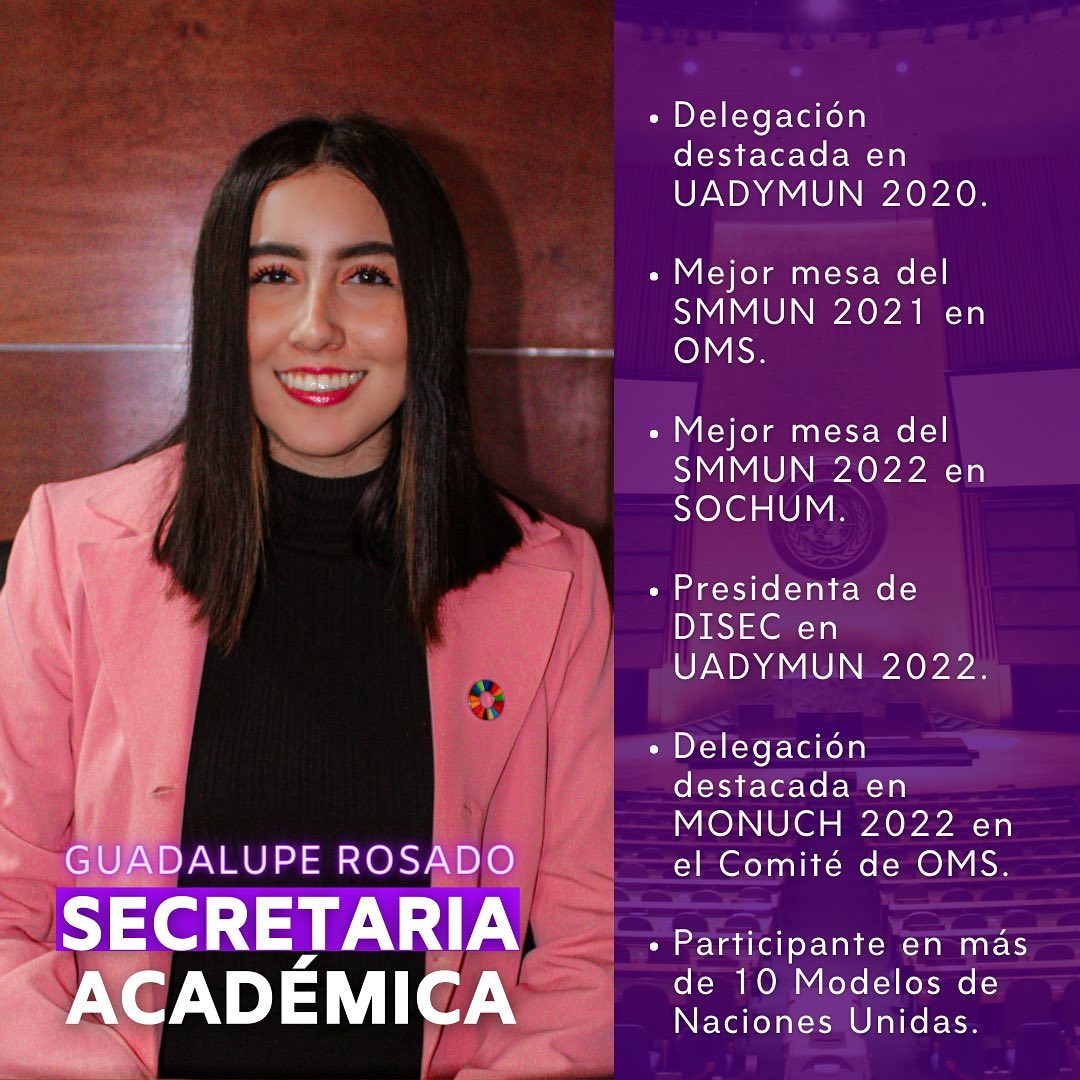 GUADALUPE ROSADO
SECRETARIA
ACADÉMICA
• Delegación
destacada en
UADYMUN 2020.
• Mejor mesa del
SMMUN 2021 en
OMS.
• Mejor mesa del
SMMUN 2022 en
SOCHUM.
• Presidenta de
DISEC en
UADYMUN 2022.
• Delegación
destacada en
MONUCH 2022 en
el Comité de OMS.
• Participante en más
de 10 Modelos de
Naciones Unidas.